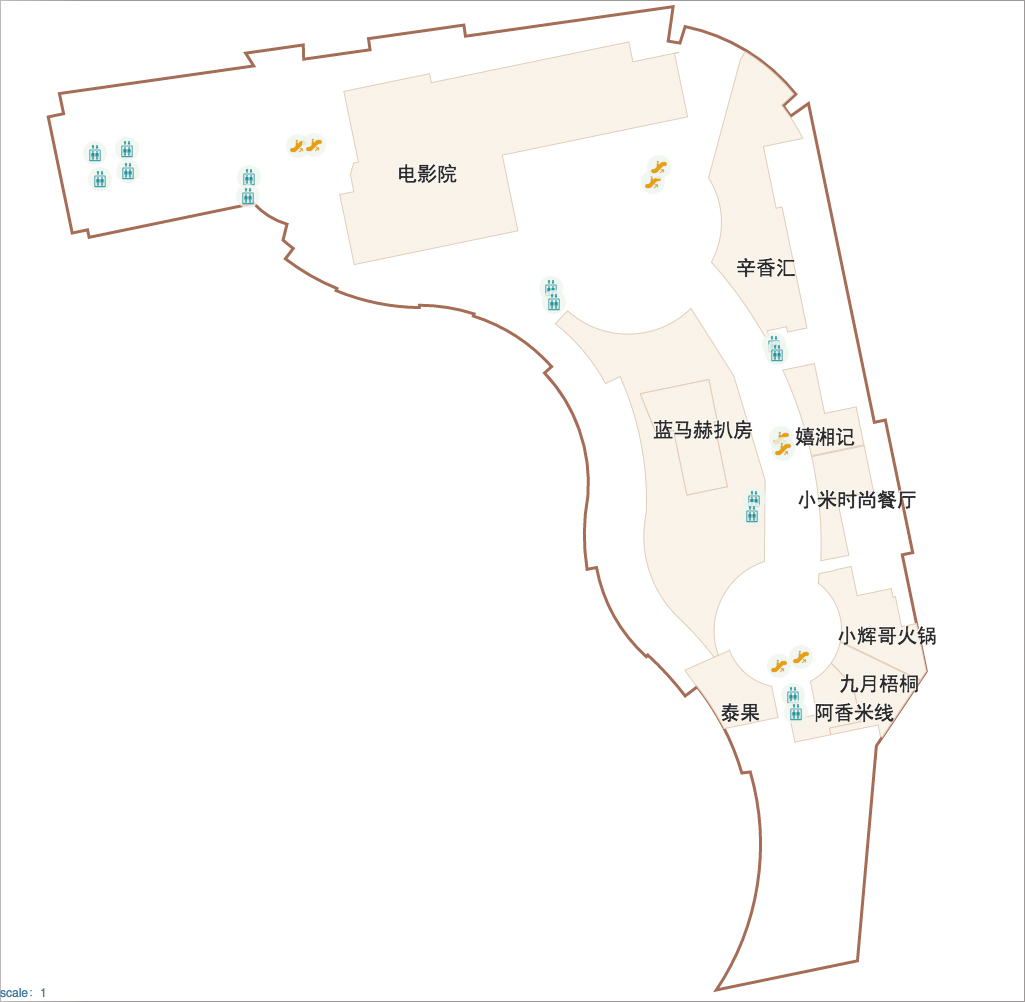 电影院
辛香汇
蓝马赫扒房
嬉湘记
小米时尚餐厅
小辉哥火锅
九月梧桐
泰果
阿香米线
scale: 1